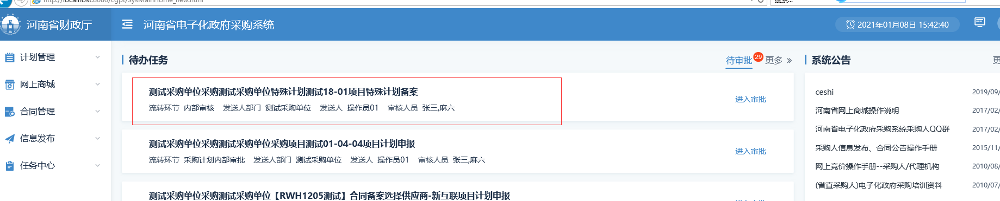 http://localhost:8080/cgpt/SysMainHome_new.html
搜索...
河南省财政厅
河南省电子化政府采购系统
2021年01月08日 15:42:40
计划管理
网上商城
合同管理
信息发布
任务中心
待办任务
待审批 29 更多 »
测试采购单位采购测试采购单位特殊计划测试18-01项目特殊计划备案
流转环节 内部审核 发送人部门 测试采购单位 发送人 操作员01 审核人员 张三,麻六
进入审批
测试采购单位采购测试采购单位采购项目测试01-04-04项目计划申报
流转环节 采购计划内部审批 发送人部门 测试采购单位 发送人 操作员01 审核人员 张三,麻六
进入审批
测试采购单位采购测试采购单位【RWH1205测试】合同备案选择供应商-新互联项目计划申报
系统公告
ceshi 2019/09/
河南省网上商城操作说明 2017/02/
河南省电子化政府采购系统采购人QQ群 2017/02/
采购人信息发布、合同公告操作手册 2015/11/
网上竞价操作手册--采购人/代理机构 2010/08/
(省直采购人)电子化政府采购培训资料 2010/07/